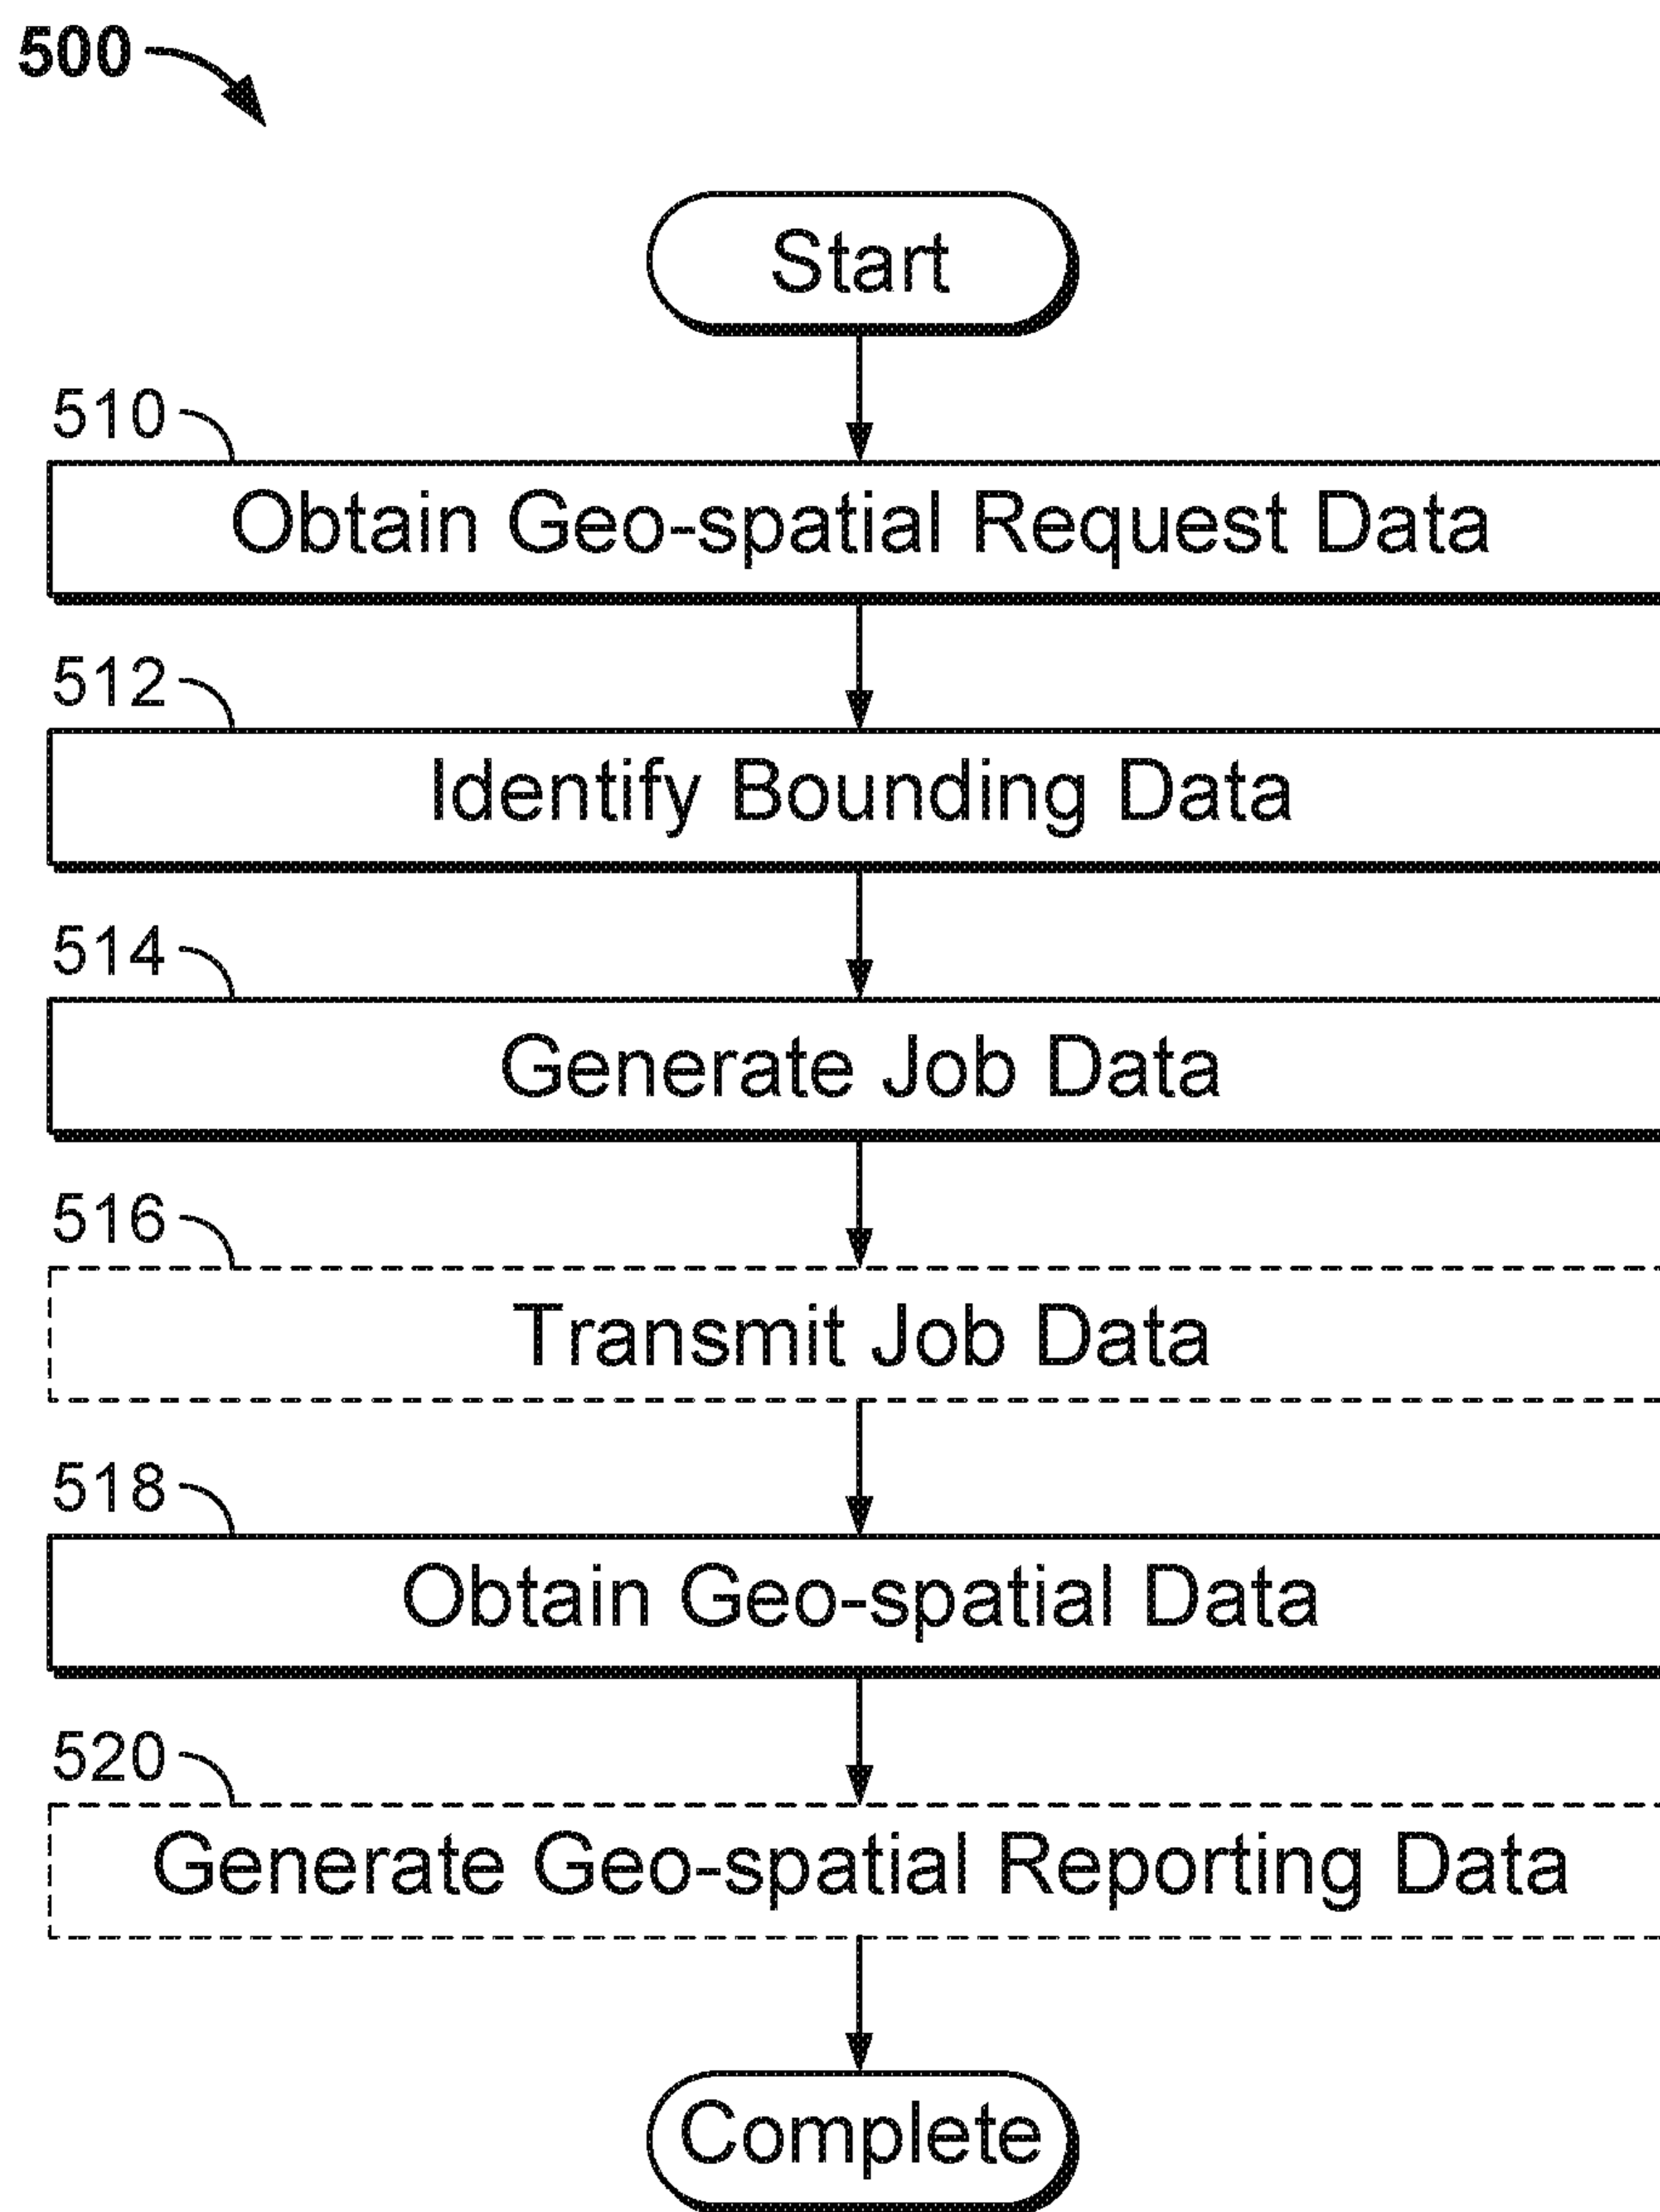 500
Start
510
Obtain Geo-spatial Request Data
512
Identify Bounding Data
514
Generate Job Data
516
Transmit Job Data
518
Obtain Geo-spatial Data
520
Generate Geo-spatial Reporting Data
Complete